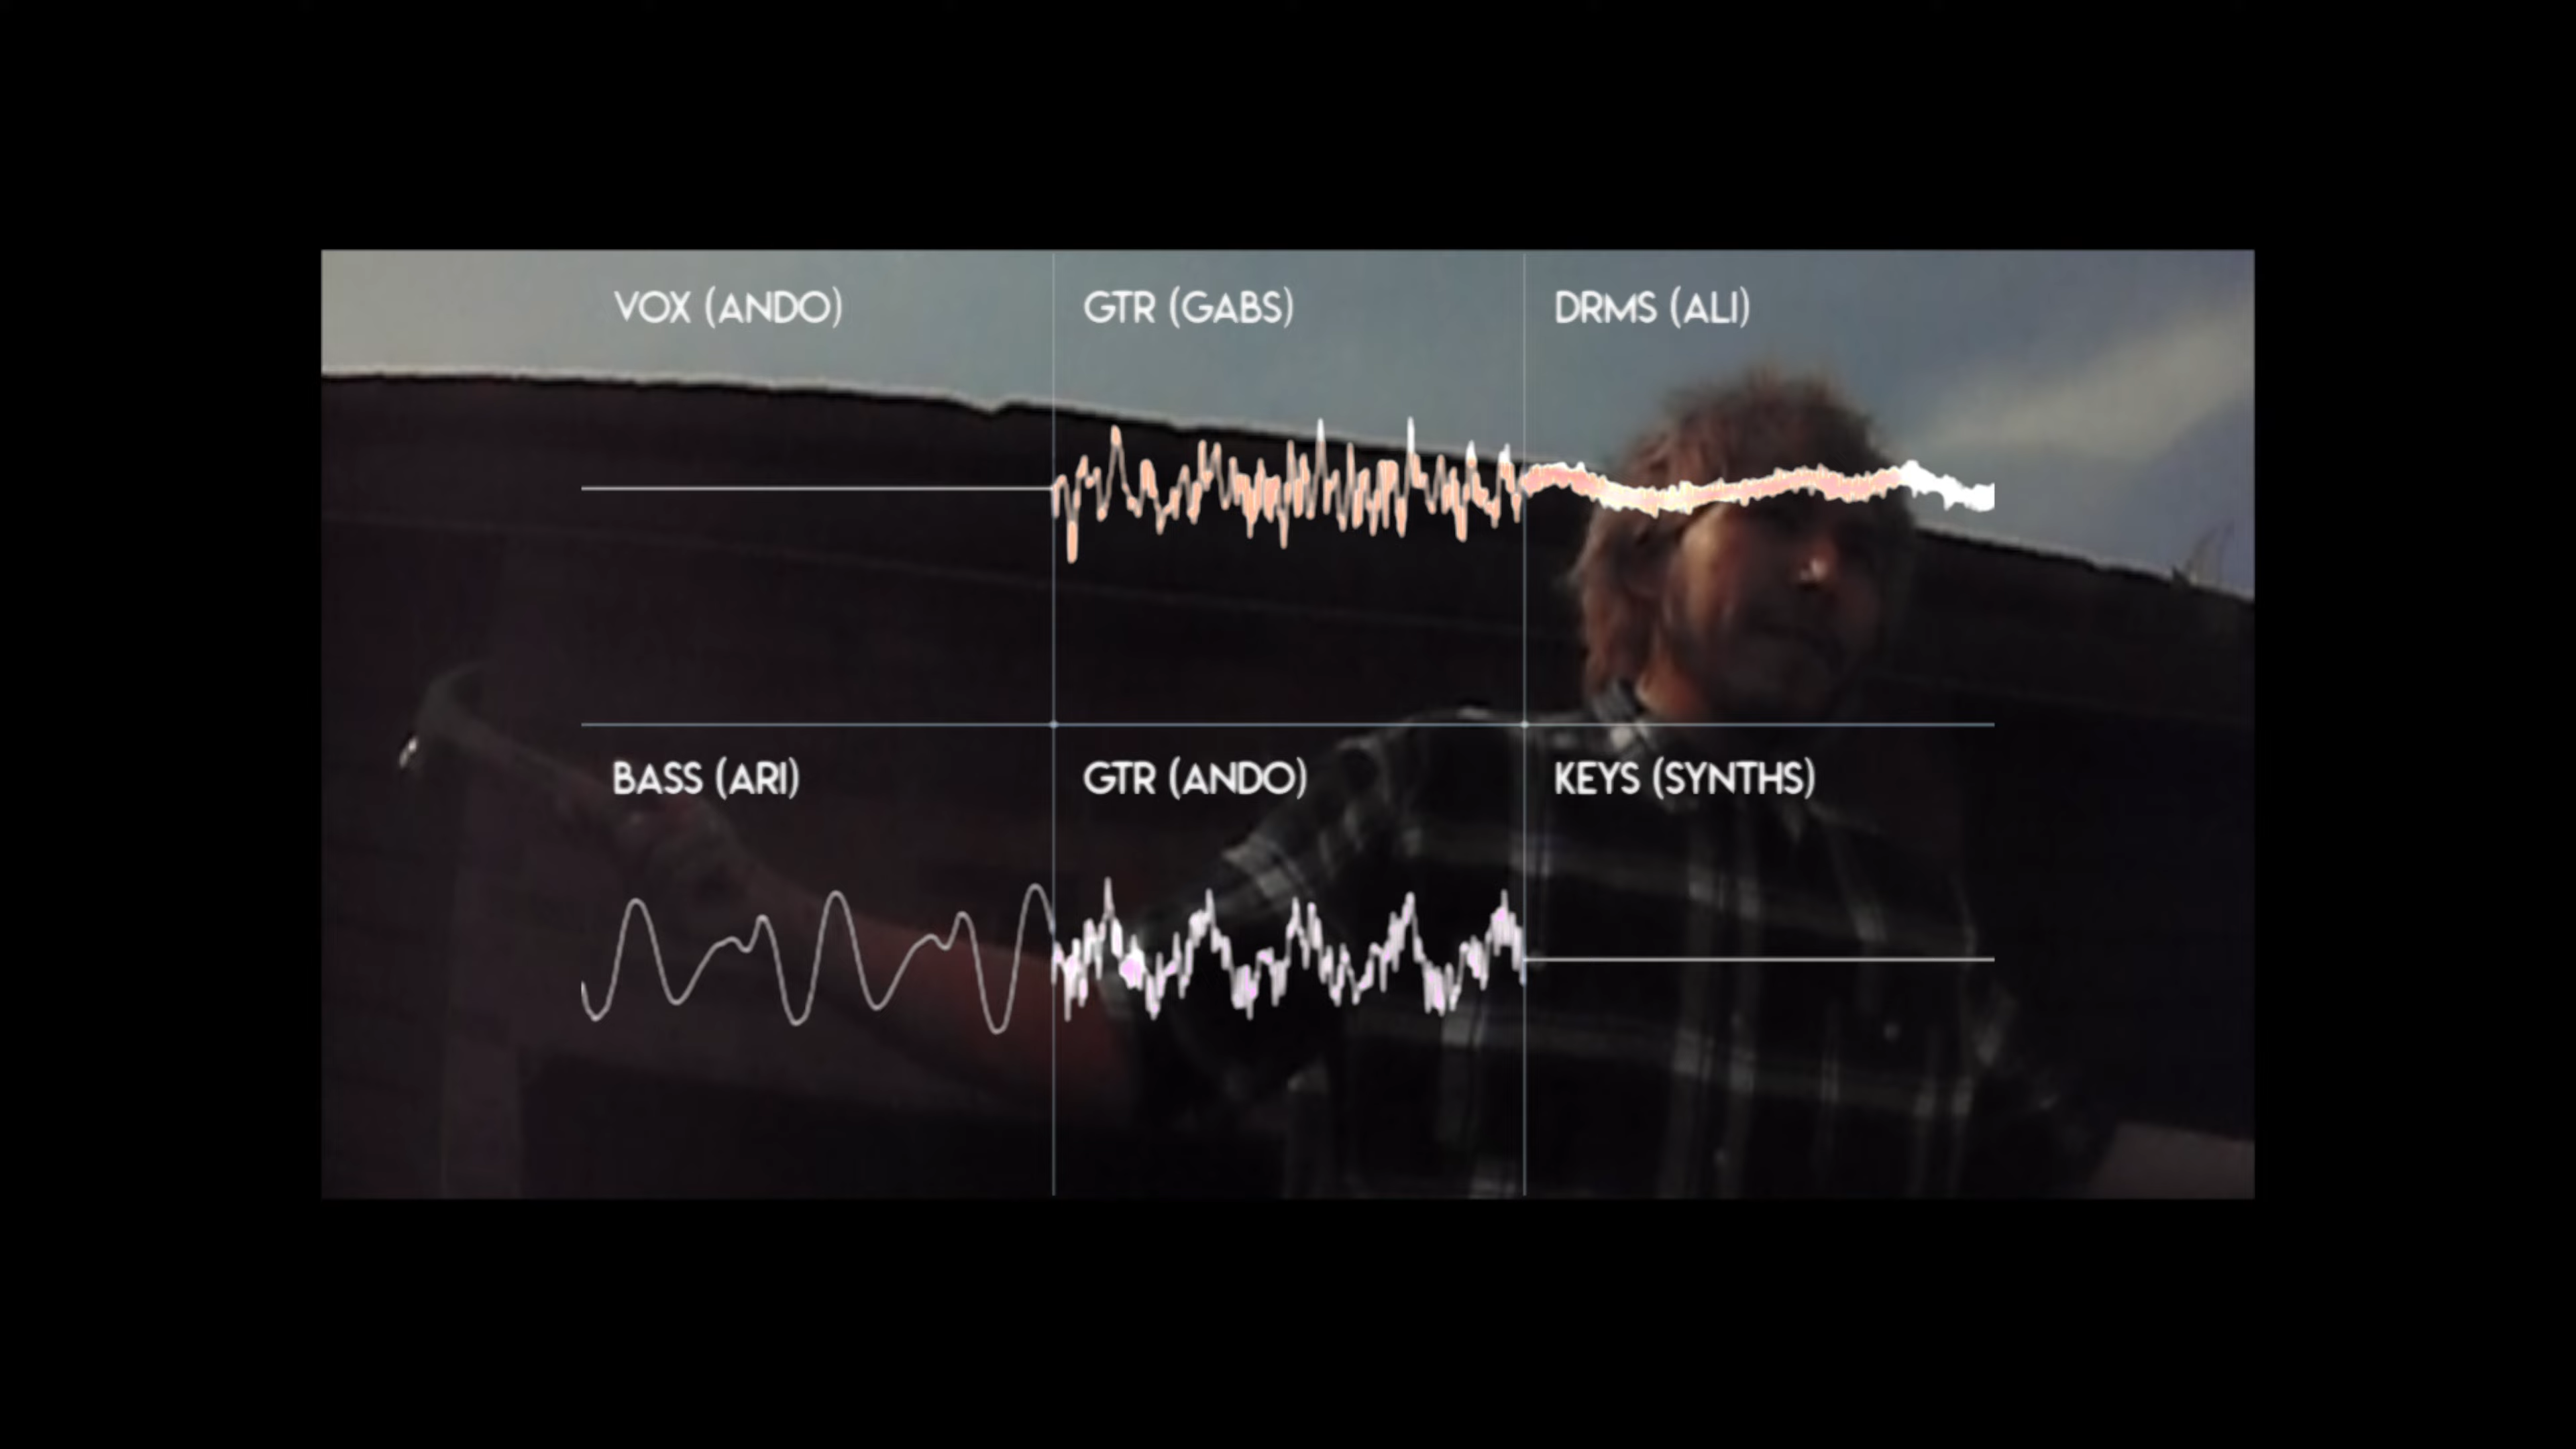 VOX (ANDO)
GTR (GABS)
DRMS (ALI)
BASS (ARI)
GTR (ANDO)
KEYS (SYNTHS)